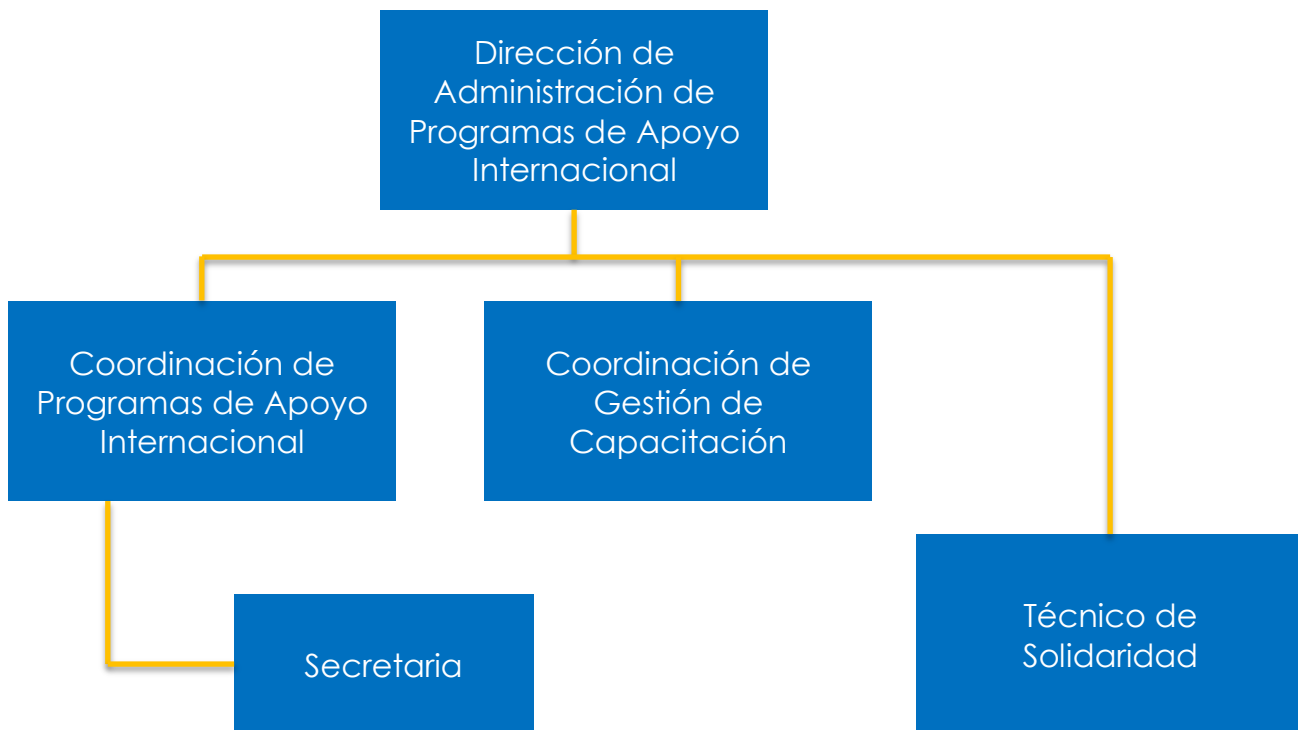 Dirección de
Administración de
Programas de Apoyo
Internacional
Coordinación de
Programas de Apoyo
Internacional
Coordinación de
Gestión de
Capacitación
Secretaria
Técnico de
Solidaridad